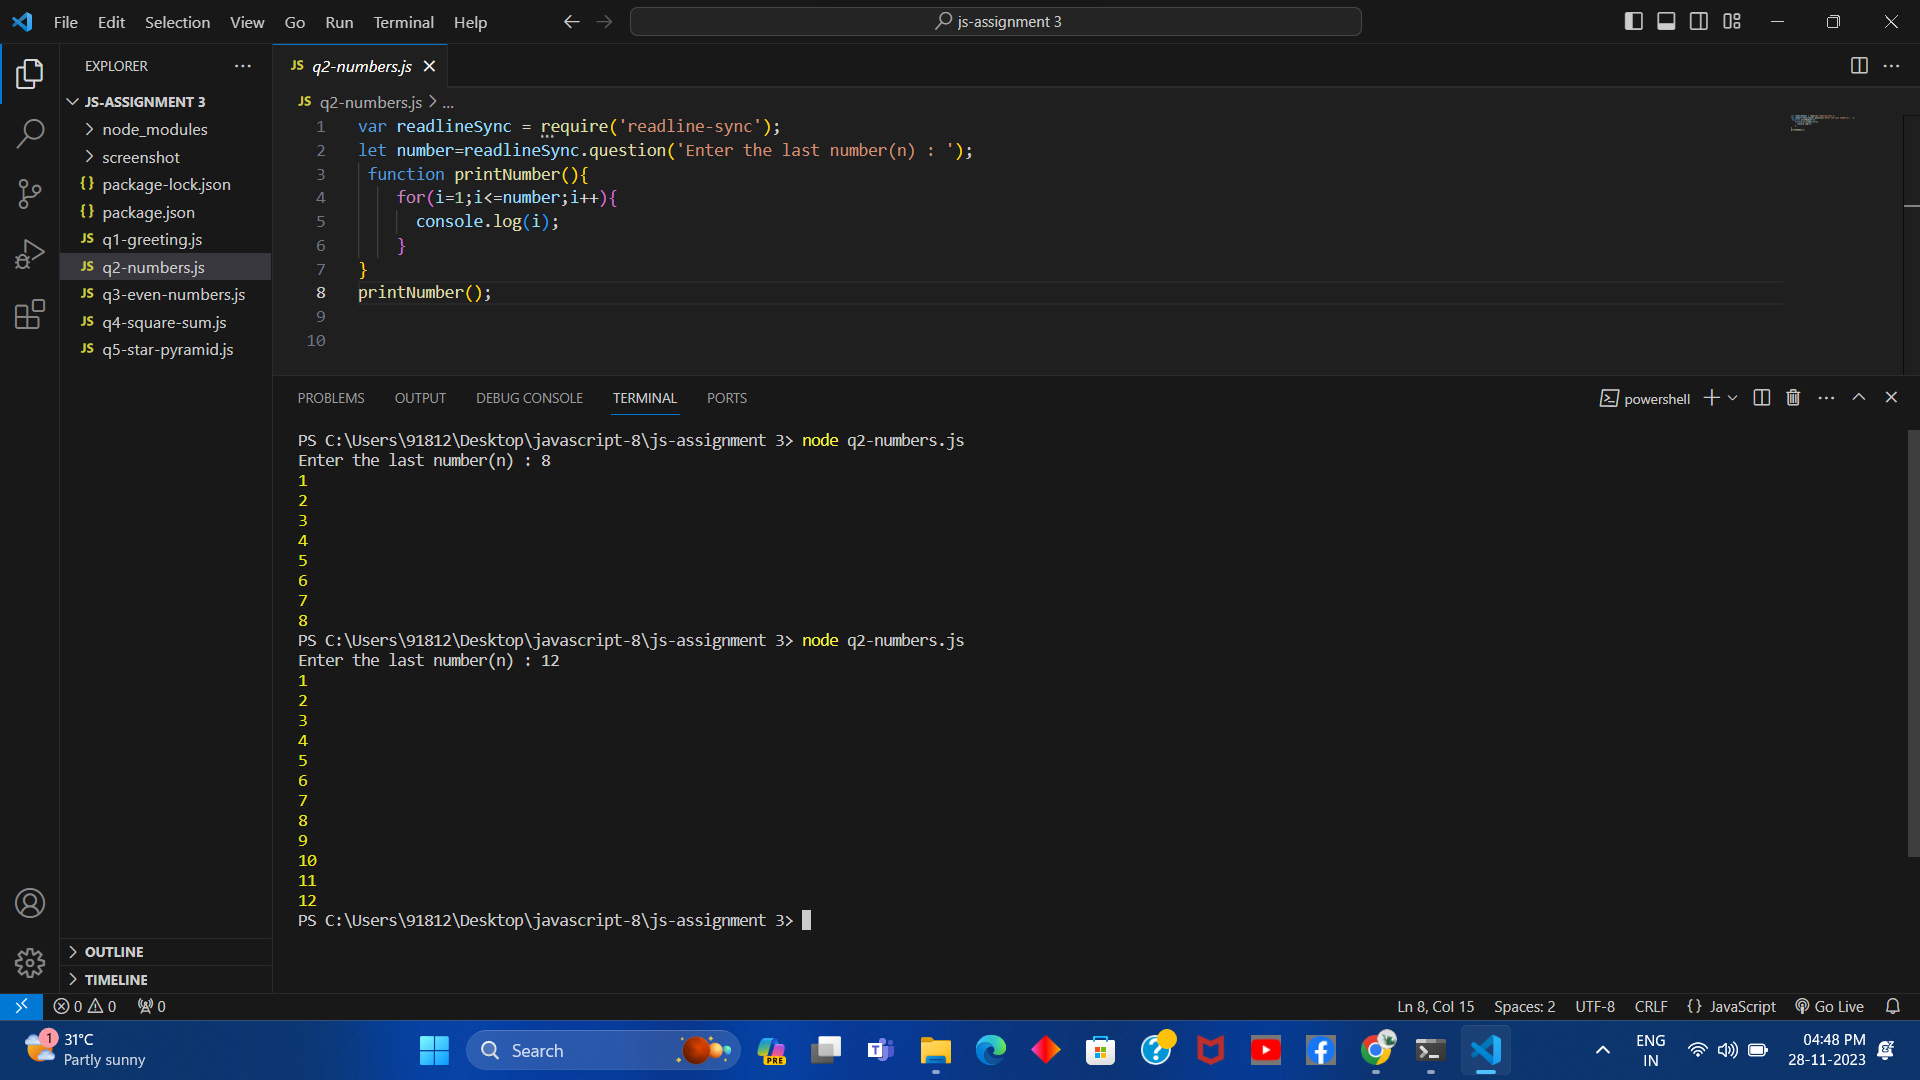 File Edit Selection View Go Run Terminal Help
js-assignment 3
EXPLORER
JS-ASSIGNMENT 3
node_modules
screenshot
{} package-lock.json
{} package.json
JS q1-greeting.js
JS q2-numbers.js
JS q3-even-numbers.js
JS q4-square-sum.js
JS q5-star-pyramid.js
OUTLINE
TIMELINE
JS q2-numbers.js
JS q2-numbers.js > ...
1 var readlineSync = require('readline-sync');
2 let number=readlineSync.question('Enter the last number(n) : ');
3 function printNumber(){
4 for(i=1;i<=number;i++){
5 console.log(i);
6 }
7 }
8 printNumber();
9
10
PROBLEMS OUTPUT DEBUG CONSOLE TERMINAL PORTS
powershell
PS C:\Users\91812\Desktop\javascript-8\js-assignment 3> node q2-numbers.js
Enter the last number(n) : 8
1
2
3
4
5
6
7
8
PS C:\Users\91812\Desktop\javascript-8\js-assignment 3> node q2-numbers.js
Enter the last number(n) : 12
1
2
3
4
5
6
7
8
9
10
11
12
PS C:\Users\91812\Desktop\javascript-8\js-assignment 3>
0 0 0
Ln 8, Col 15 Spaces: 2 UTF-8 CRLF {} JavaScript Go Live
1
31°C
Partly sunny
Search
PRE
ENG
IN
04:48 PM
28-11-2023